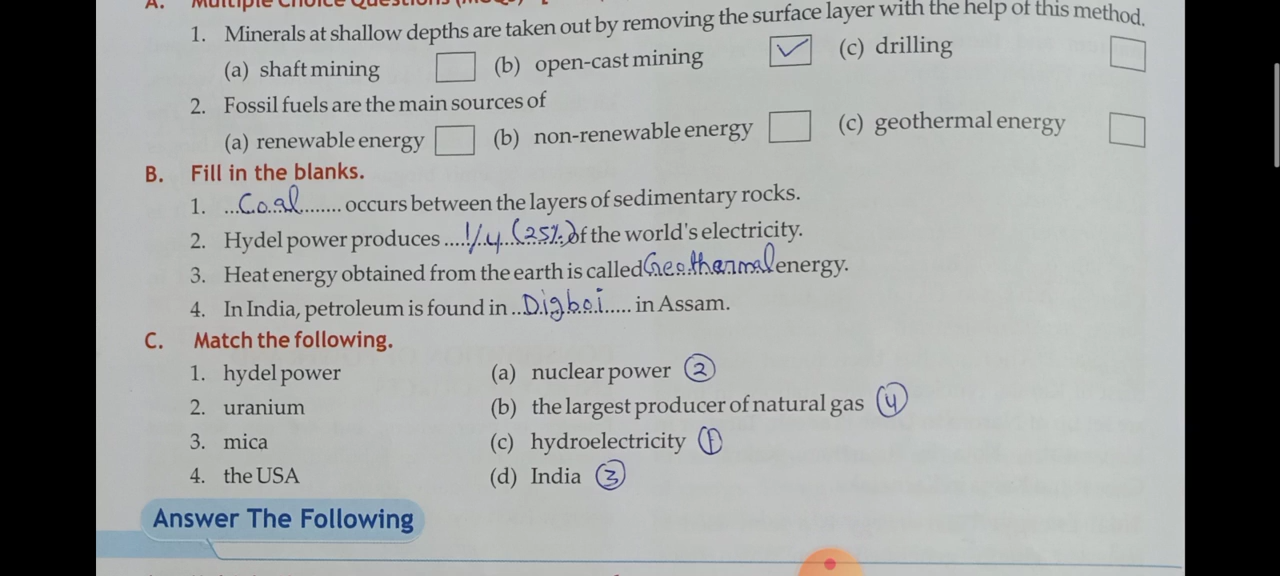 A. Multiple Choice Questions (MCQs)
1. Minerals at shallow depths are taken out by removing the surface layer with the help of this method.
(a) shaft mining (b) open-cast mining ✓ (c) drilling
2. Fossil fuels are the main sources of
(a) renewable energy (b) non-renewable energy (c) geothermal energy
B. Fill in the blanks.
1. ...Coal....... occurs between the layers of sedimentary rocks.
2. Hydel power produces ....1/4 (25%) of the world's electricity.
3. Heat energy obtained from the earth is called Geothermal energy.
4. In India, petroleum is found in ..Digboi..... in Assam.
C. Match the following.
1. hydel power (a) nuclear power 2
2. uranium (b) the largest producer of natural gas 4
3. mica (c) hydroelectricity 1
4. the USA (d) India 3
Answer The Following